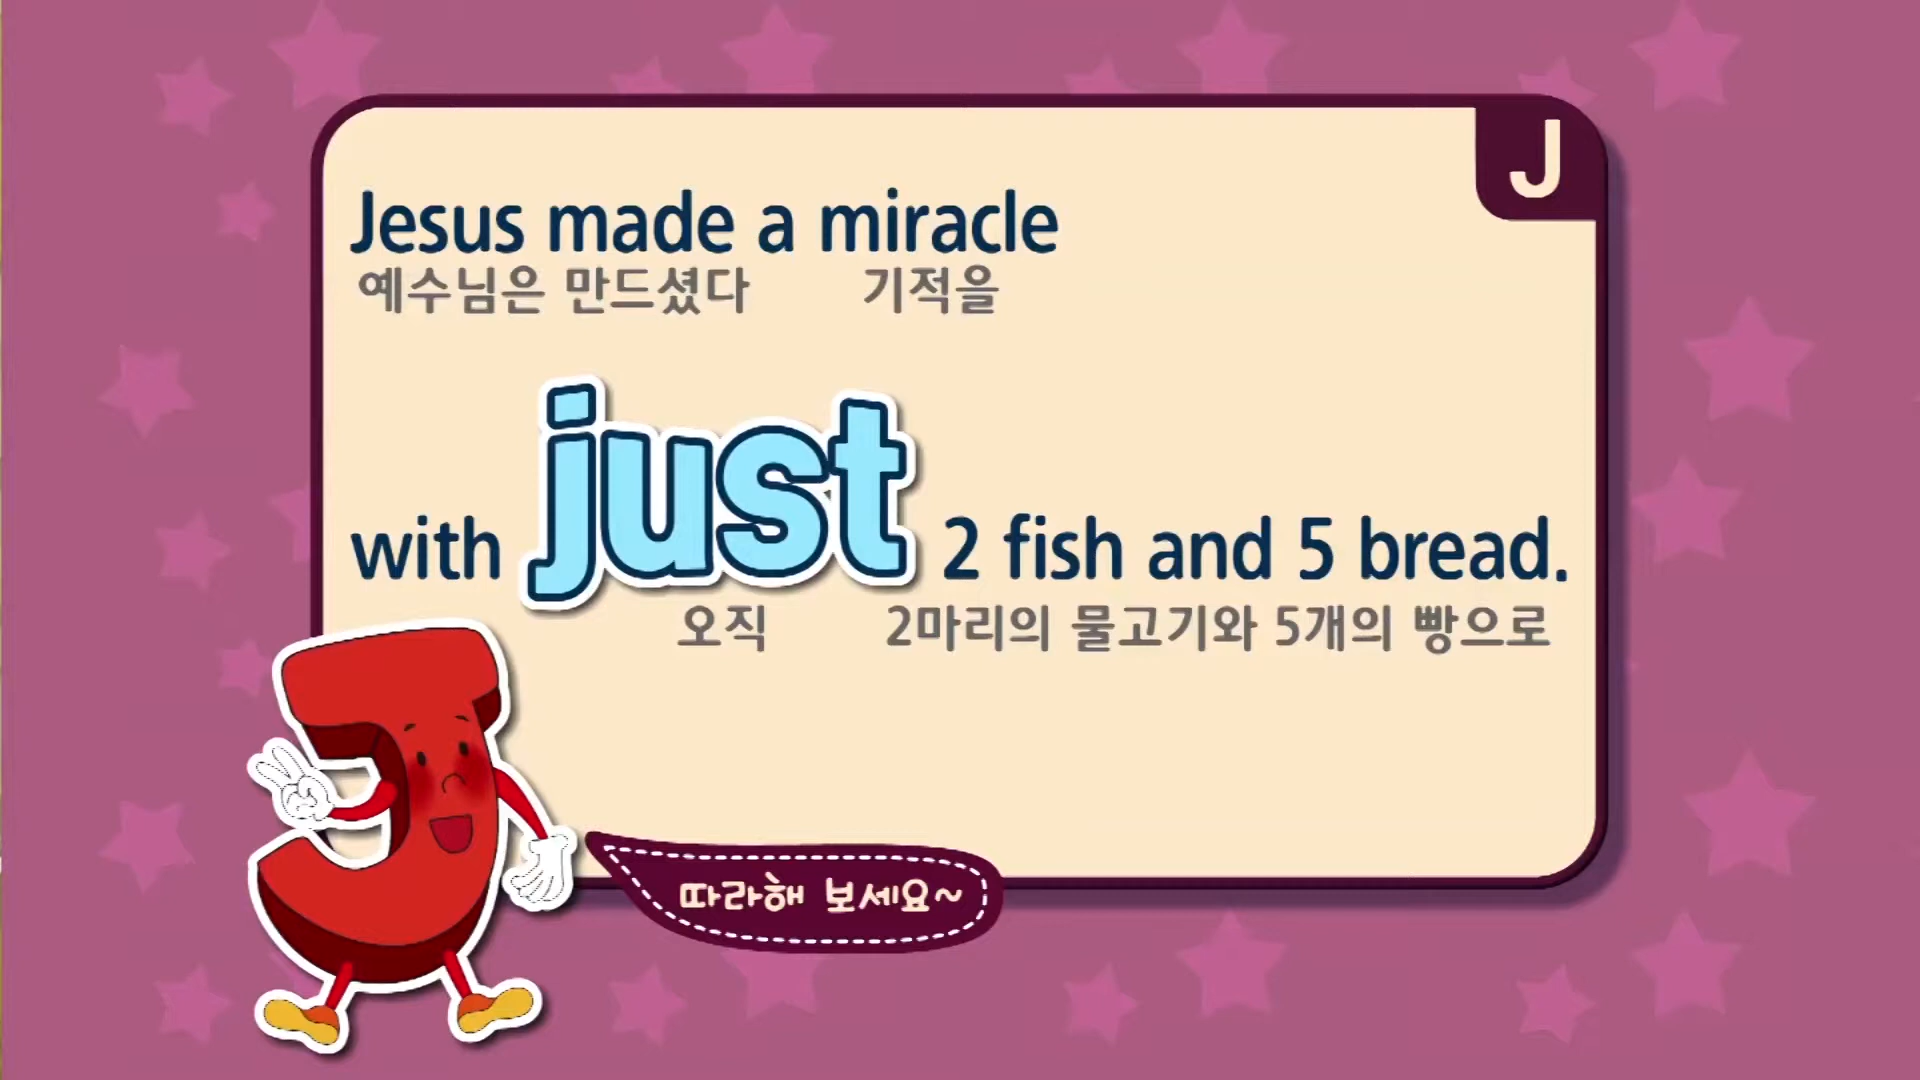 J
Jesus made a miracle
예수님은 만드셨다 기적을
with just 2 fish and 5 bread.
오직 2마리의 물고기와 5개의 빵으로
따라해 보세요~